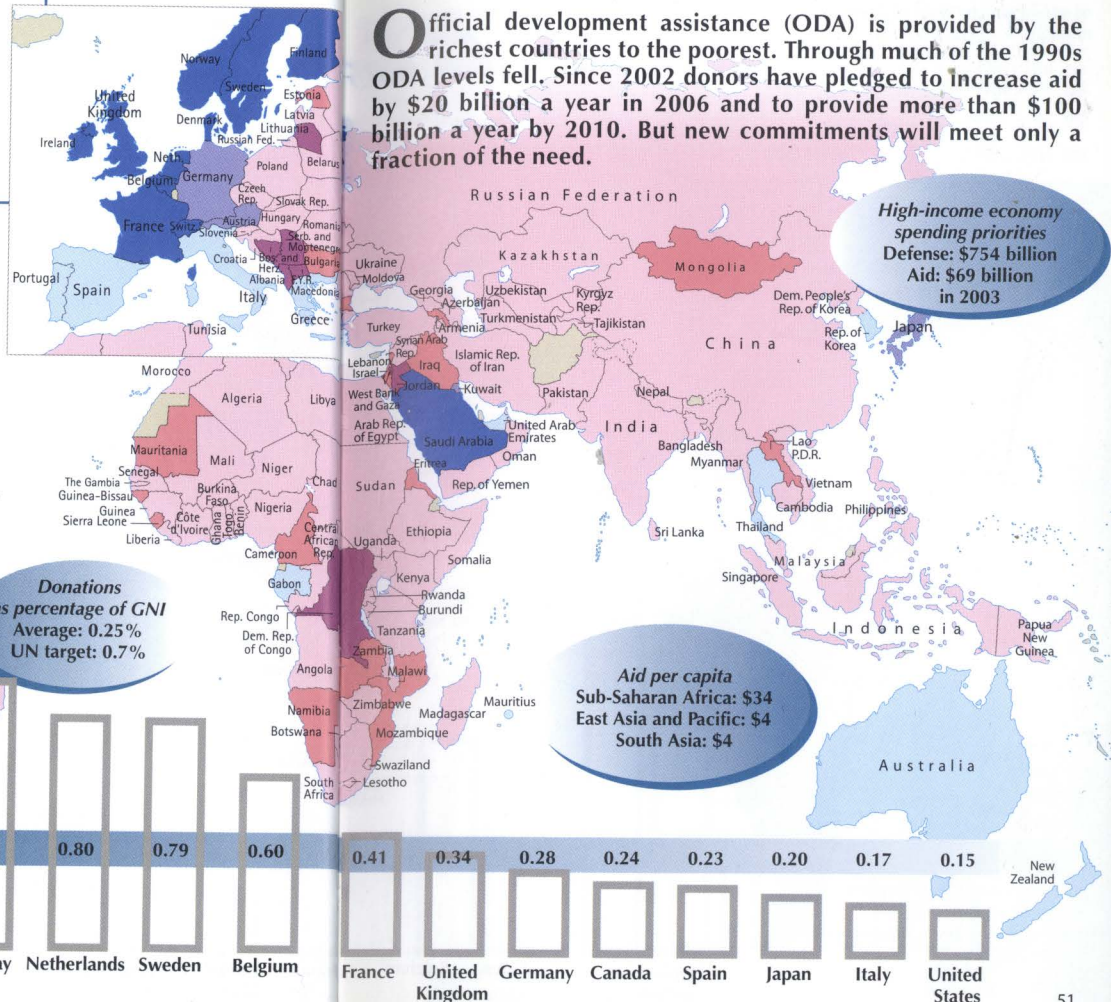 Official development assistance (ODA) is provided by the
richest countries to the poorest. Through much of the 1990s
ODA levels fell. Since 2002 donors have pledged to increase aid
by $20 billion a year in 2006 and to provide more than $100
billion a year by 2010. But new commitments will meet only a
fraction of the need.
Norway
Finland
Sweden
United
Kingdom
Estonia
Latvia
Denmark
Lithuania
Russian Fed.
Ireland
Neth.
Belarus
Poland
Belgium
Germany
Czech
Rep.
Slovak Rep.
France
Switz.
Austria
Hungary
Romania
Slovenia
Serb. and
Montenegro
Croatia
Bos. and
Herz.
Bulgaria
Albania
F.Y.R.
Macedonia
Portugal
Spain
Italy
Greece
Russian Federation
High-income economy
spending priorities
Defense: $754 billion
Aid: $69 billion
in 2003
Kazakhstan
Mongolia
Ukraine
Moldova
Georgia
Azerbaijan
Uzbekistan
Kyrgyz
Rep.
Turkmenistan
Tajikistan
Turkey
Armenia
Dem. People's
Rep. of Korea
Rep. of
Korea
Japan
China
Tunisia
Morocco
Algeria
Libya
Syrian Arab
Rep.
Lebanon
Israel
Iraq
Islamic Rep.
of Iran
Jordan
Kuwait
West Bank
and Gaza
Pakistan
Nepal
Arab Rep.
of Egypt
Saudi Arabia
United Arab
Emirates
Oman
India
Bangladesh
Myanmar
Lao
P.D.R.
Vietnam
Cambodia
Philippines
Thailand
Mauritania
Mali
Niger
Chad
Sudan
Eritrea
Rep. of Yemen
Senegal
The Gambia
Guinea-Bissau
Guinea
Sierra Leone
Liberia
Burkina
Faso
Côte
d'Ivoire
Ghana
Togo
Benin
Nigeria
Cameroon
Central
African
Rep.
Ethiopia
Sri Lanka
Uganda
Somalia
Malaysia
Singapore
Gabon
Kenya
Rwanda
Burundi
Rep. Congo
Dem. Rep.
of Congo
Tanzania
Indonesia
Papua
New
Guinea
Donations
s percentage of GNI
Average: 0.25%
UN target: 0.7%
Angola
Zambia
Malawi
Aid per capita
Sub-Saharan Africa: $34
East Asia and Pacific: $4
South Asia: $4
Namibia
Zimbabwe
Madagascar
Mauritius
Botswana
Mozambique
Swaziland
South
Africa
Lesotho
Australia
New
Zealand
0.80 0.79 0.60 0.41 0.34 0.28 0.24 0.23 0.20 0.17 0.15
ay Netherlands Sweden Belgium France United Kingdom Germany Canada Spain Japan Italy United States
51